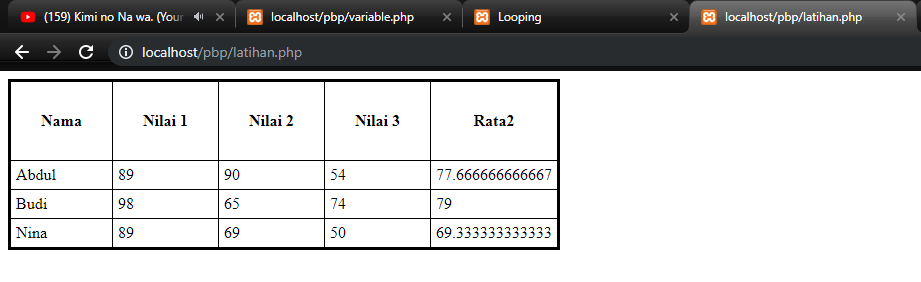 (159) Kimi no Na wa. (Your
localhost/pbp/variable.php
Looping
localhost/pbp/latihan.php
localhost/pbp/latihan.php
Nama Nilai 1 Nilai 2 Nilai 3 Rata2
Abdul 89 90 54 77.666666666667
Budi 98 65 74 79
Nina 89 69 50 69.333333333333